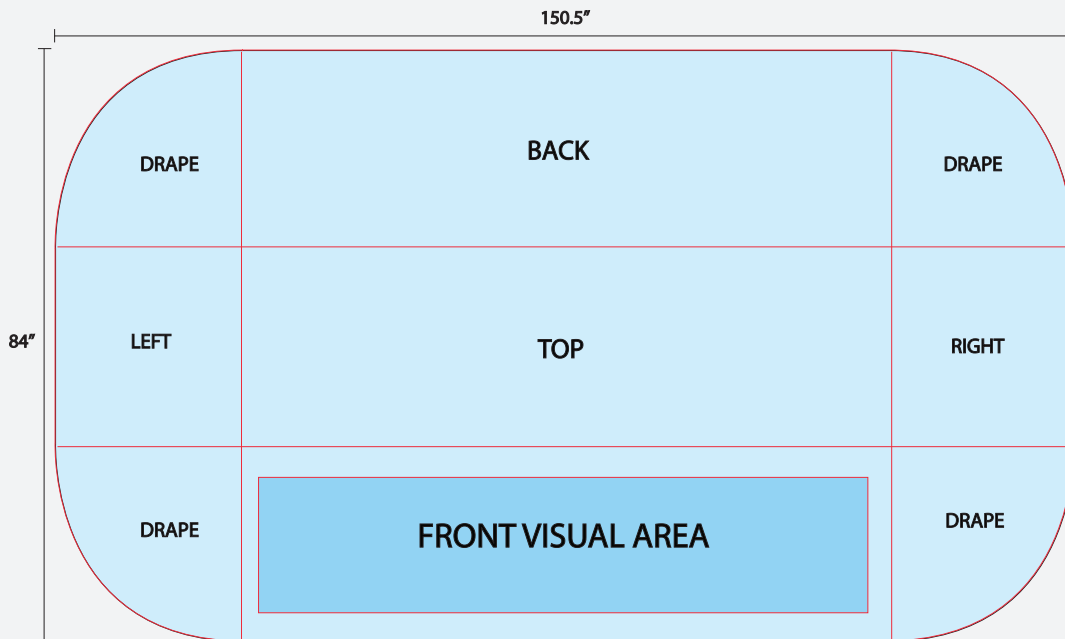 150.5”
BACK
DRAPE
DRAPE
84”
LEFT
TOP
RIGHT
DRAPE
FRONT VISUAL AREA
DRAPE